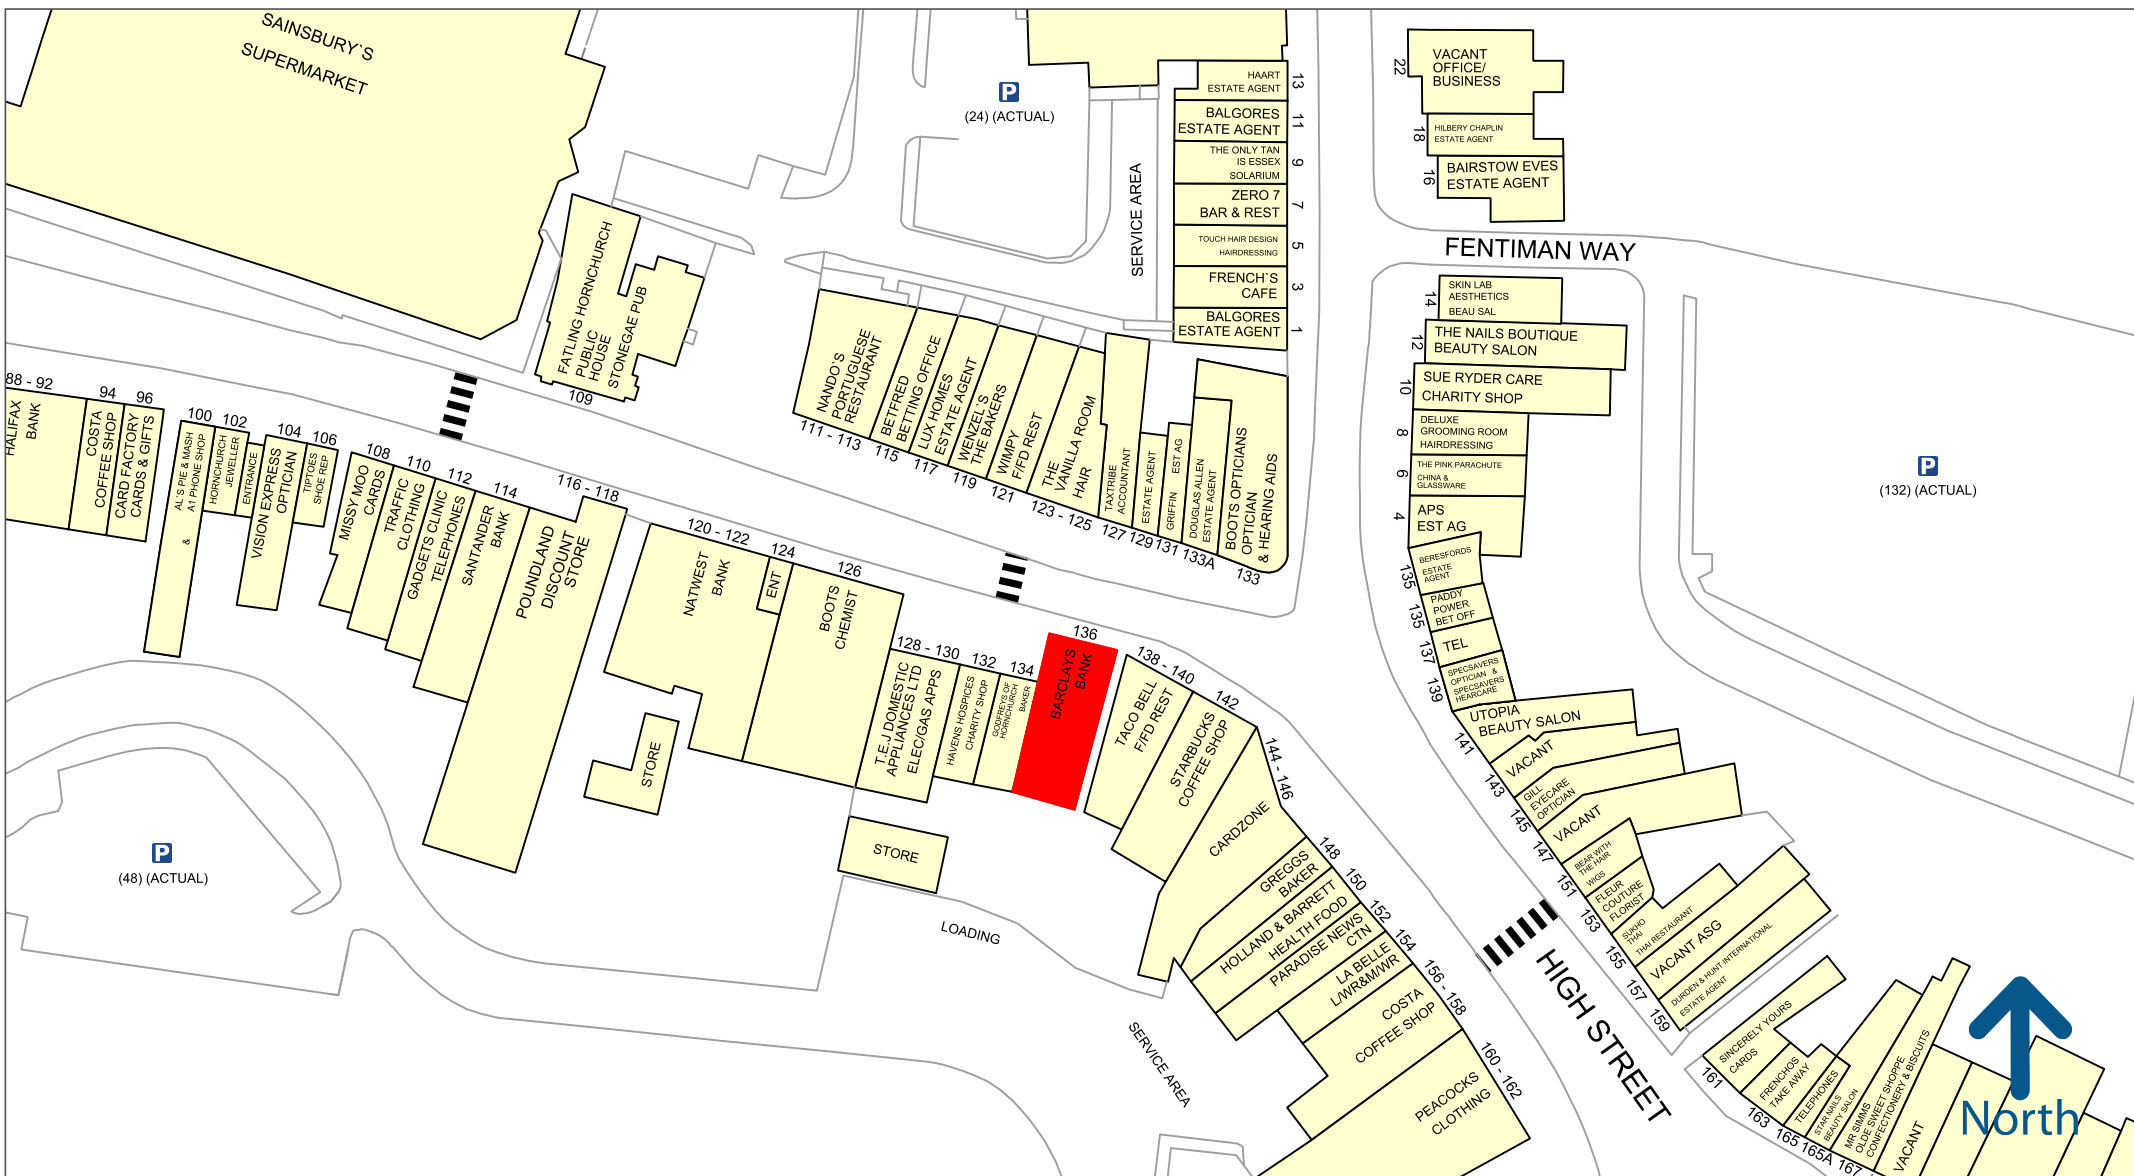 SAINSBURY`S
SUPERMARKET
P
(24) (ACTUAL)
SERVICE AREA
HAART
ESTATE AGENT
13
BALGORES
ESTATE AGENT
11
THE ONLY TAN
IS ESSEX
SOLARIUM
9
ZERO 7
BAR & REST
7
TOUCH HAIR DESIGN
HAIRDRESSING
5
FRENCH`S
CAFE
3
BALGORES
ESTATE AGENT
1
22
VACANT
OFFICE/
BUSINESS
18
HILBERY CHAPLIN
ESTATE AGENT
16
BAIRSTOW EVES
ESTATE AGENT
FENTIMAN WAY
14
SKIN LAB
AESTHETICS
BEAU SAL
12
THE NAILS BOUTIQUE
BEAUTY SALON
10
SUE RYDER CARE
CHARITY SHOP
8
DELUXE
GROOMING ROOM
HAIRDRESSING
6
THE PINK PARACHUTE
CHINA &
GLASSWARE
4
APS
EST AG
135
BERESFORDS
ESTATE
AGENT
135
PADDY
POWER
BET OFF
137
TEL
139
SPECSAVERS
OPTICIAN &
SPECSAVERS
HEARCARE
141
UTOPIA
BEAUTY SALON
143
VACANT
145
GILL
EYECARE
OPTICIAN
147
VACANT
151
BEAR WITH
THE HAIR
WIGS
153
FLEUR
COUTURE
FLORIST
155
SUKHO
THAI
THAI RESTAURANT
157
VACANT ASG
159
DURDEN & HUNT INTERNATIONAL
ESTATE AGENT
161
SINCERELY YOURS
CARDS
163
FRENCHOS
TAKE AWAY
165
TELEPHONES
165A
STAR NAILS
BEAUTY SALON
167
MR SIMMS
OLDE SWEET SHOPPE
CONFECTIONERY & BISCUITS
VACANT
P
(132) (ACTUAL)
FATLING HORNCHURCH
PUBLIC
HOUSE
STONEGAE PUB
109
NANDO`S
PORTUGUESE
RESTAURANT
111 - 113
BETFRED
BETTING OFFICE
115
LUX HOMES
ESTATE AGENT
117
WENZEL`S
THE BAKERS
119
WIMPY
F/FD REST
121
THE
VANILLA ROOM
HAIR
123 - 125
TAXTRIBE
ACCOUNTANT
127
ESTATE AGENT
129
GRIFFIN EST AG
131
DOUGLAS ALLEN
ESTATE AGENT
133A
BOOTS OPTICIANS
OPTICIAN
& HEARING AIDS
133
88 - 92
HALIFAX
BANK
94
COSTA
COFFEE SHOP
96
CARD FACTORY
CARDS & GIFTS
100
AL`S PIE & MASH
&
A1 PHONE SHOP
102
HORNCHURCH
JEWELLER
ENTRANCE
104
VISION EXPRESS
OPTICIAN
106
TIPTOES
SHOE REP
108
MISSY MOO
CARDS
110
TRAFFIC
CLOTHING
112
GADGETS CLINIC
TELEPHONES
114
SANTANDER
BANK
116 - 118
POUNDLAND
DISCOUNT
STORE
120 - 122
NATWEST
BANK
124
ENT
126
BOOTS
CHEMIST
128 - 130
T.E.J DOMESTIC
APPLIANCES LTD
ELEC/GAS APPS
132
HAVENS HOSPICES
CHARITY SHOP
134
GODFREYS OF
HORNCHURCH
BAKER
136
BARCLAYS
BANK
138 - 140
TACO BELL
F/FD REST
142
STARBUCKS
COFFEE SHOP
144 - 146
CARDZONE
148
GREGGS
BAKER
150
HOLLAND & BARRETT
HEALTH FOOD
152
PARADISE NEWS
CTN
154
LA BELLE
L/WR&M/WR
156 - 158
COSTA
COFFEE SHOP
160 - 162
PEACOCKS
CLOTHING
STORE
STORE
LOADING
SERVICE AREA
P
(48) (ACTUAL)
HIGH STREET
North